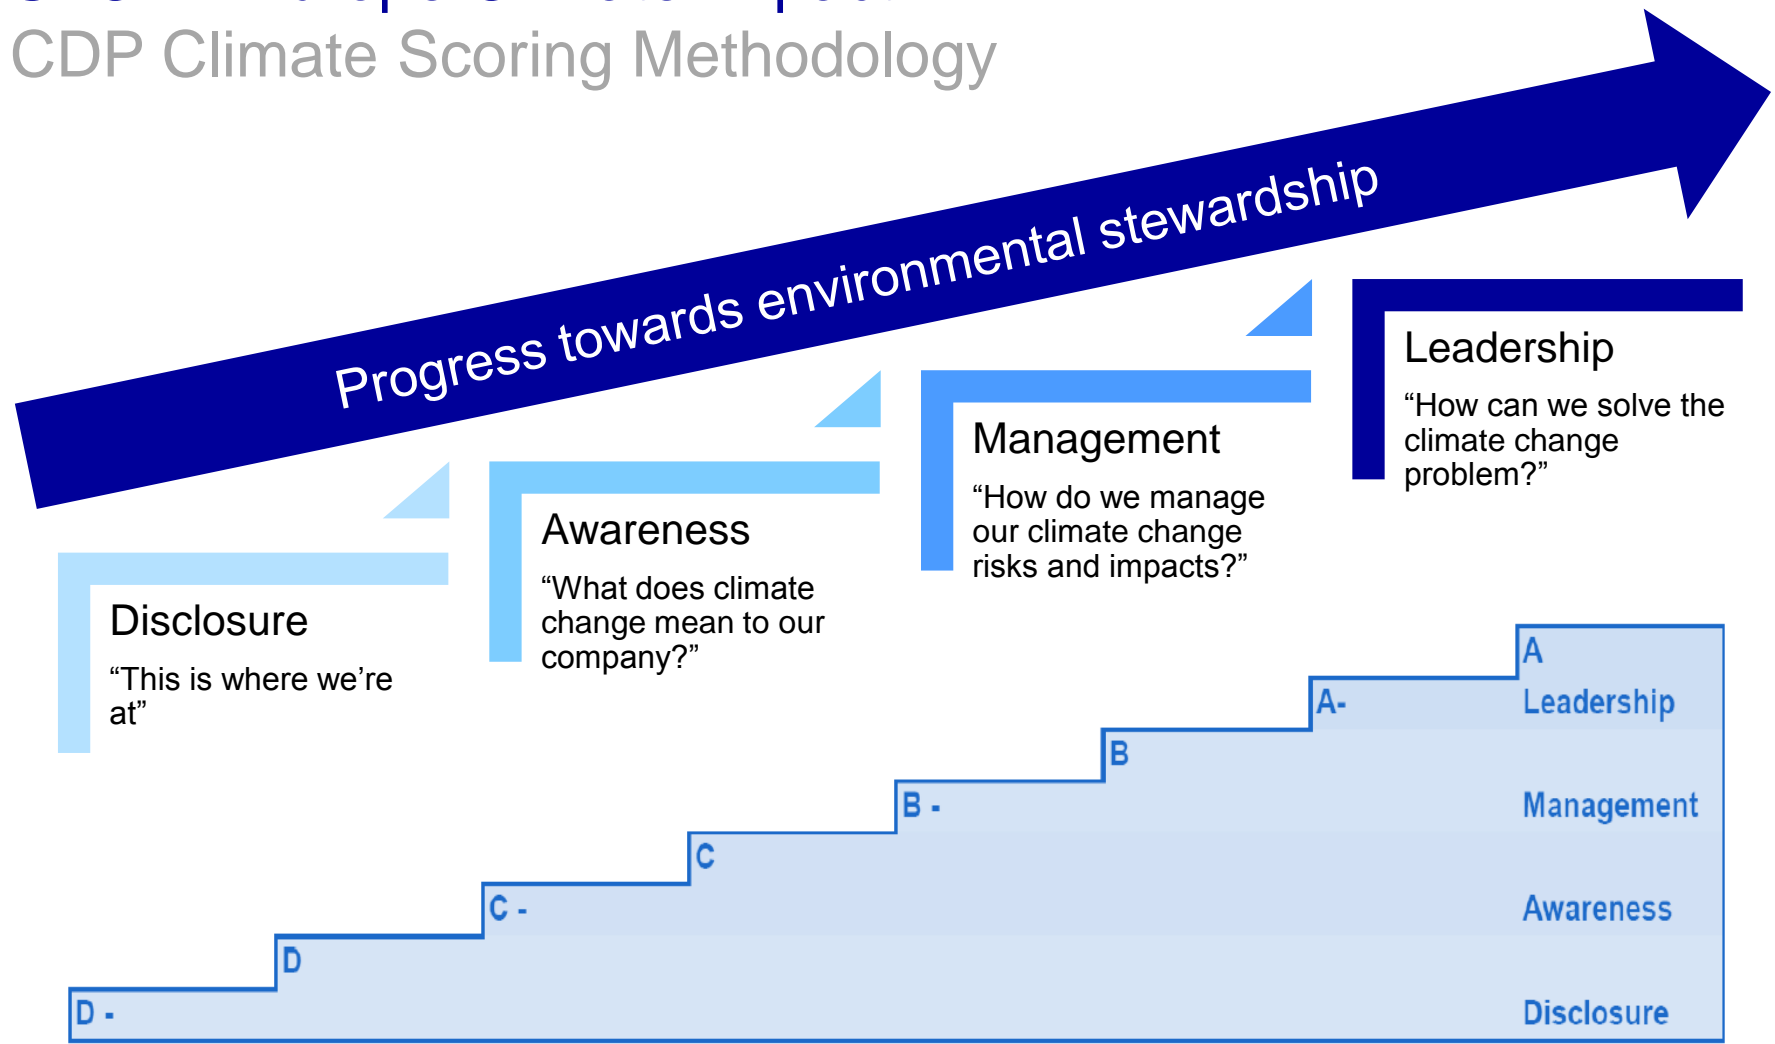 CDP Climate Scoring Methodology
Progress towards environmental stewardship
Leadership
“How can we solve the
climate change
problem?”
Management
“How do we manage
our climate change
risks and impacts?”
Awareness
“What does climate
change mean to our
company?”
Disclosure
“This is where we’re
at”
A
Leadership
A-
B
Management
B -
C
Awareness
C -
D
Disclosure
D -